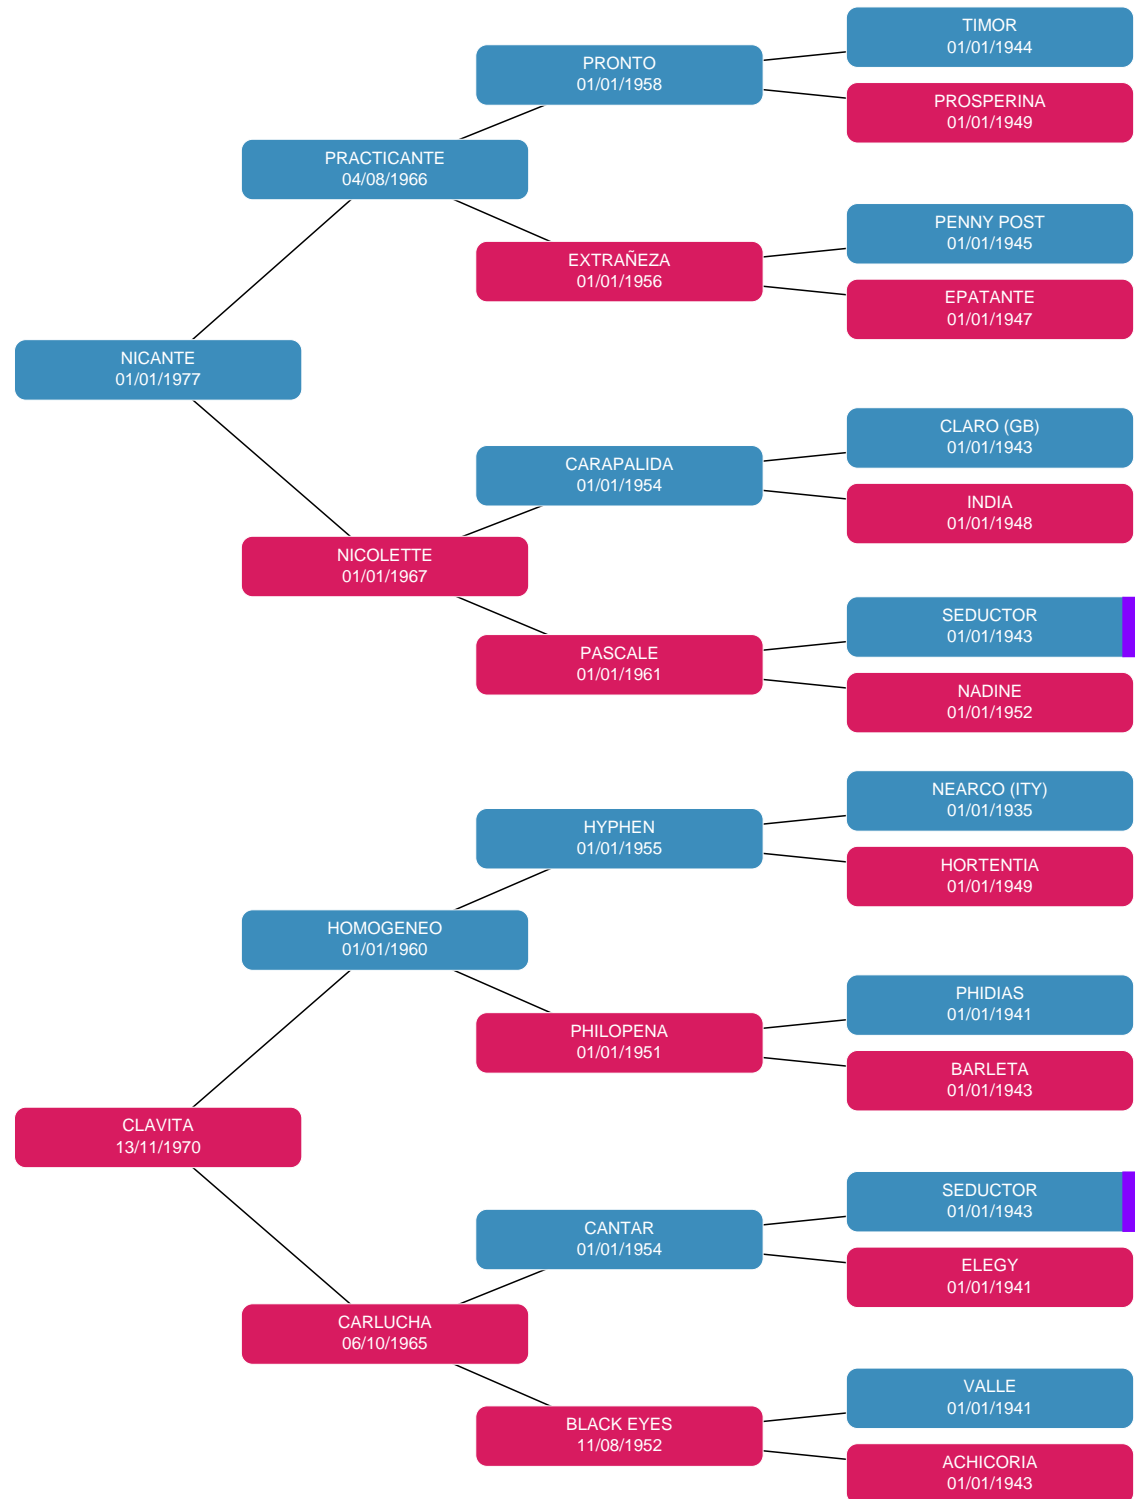 TIMOR
01/01/1944
PRONTO
01/01/1958
PROSPERINA
01/01/1949
PRACTICANTE
04/08/1966
PENNY POST
01/01/1945
EXTRAÑEZA
01/01/1956
EPATANTE
01/01/1947
NICANTE
01/01/1977
CLARO (GB)
01/01/1943
CARAPALIDA
01/01/1954
INDIA
01/01/1948
NICOLETTE
01/01/1967
SEDUCTOR
01/01/1943
PASCALE
01/01/1961
NADINE
01/01/1952
NEARCO (ITY)
01/01/1935
HYPHEN
01/01/1955
HORTENTIA
01/01/1949
HOMOGENEO
01/01/1960
PHIDIAS
01/01/1941
PHILOPENA
01/01/1951
BARLETA
01/01/1943
CLAVITA
13/11/1970
SEDUCTOR
01/01/1943
CANTAR
01/01/1954
ELEGY
01/01/1941
CARLUCHA
06/10/1965
VALLE
01/01/1941
BLACK EYES
11/08/1952
ACHICORIA
01/01/1943